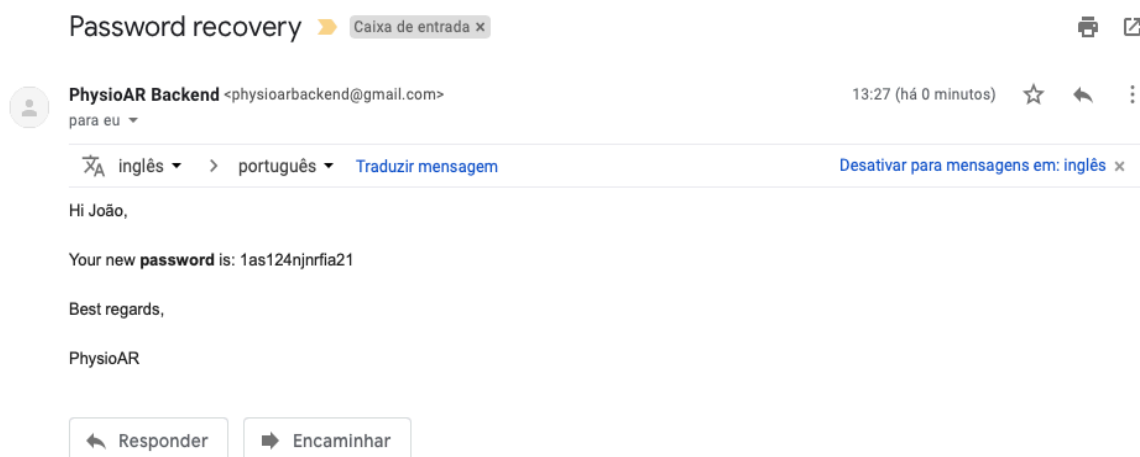 Password recovery Caixa de entrada ×
PhysioAR Backend <physioarbackend@gmail.com> 13:27 (há 0 minutos)
para eu
inglês > português Traduzir mensagem Desativar para mensagens em: inglês ×
Hi João,
Your new password is: 1as124njnrfia21
Best regards,
PhysioAR
Responder Encaminhar